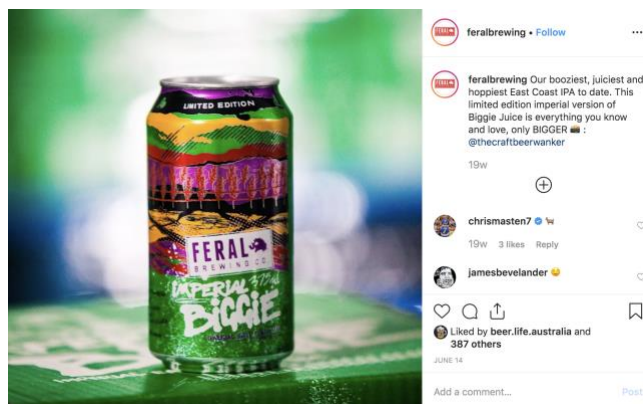 LIMITED EDITION
FERAL
BREWING CO
IMPERIAL
BIGGIE
feralbrewing • Follow
feralbrewing Our booziest, juiciest and
hoppiest East Coast IPA to date. This
limited edition imperial version of
Biggie Juice is everything you know
and love, only BIGGER 📸 :
@thecraftbeerwanker
19w
chrismasten7 🐕
19w 3 likes Reply
jamesbevelander 😊
Liked by beer.life.australia and
387 others
JUNE 14
Add a comment...
Post